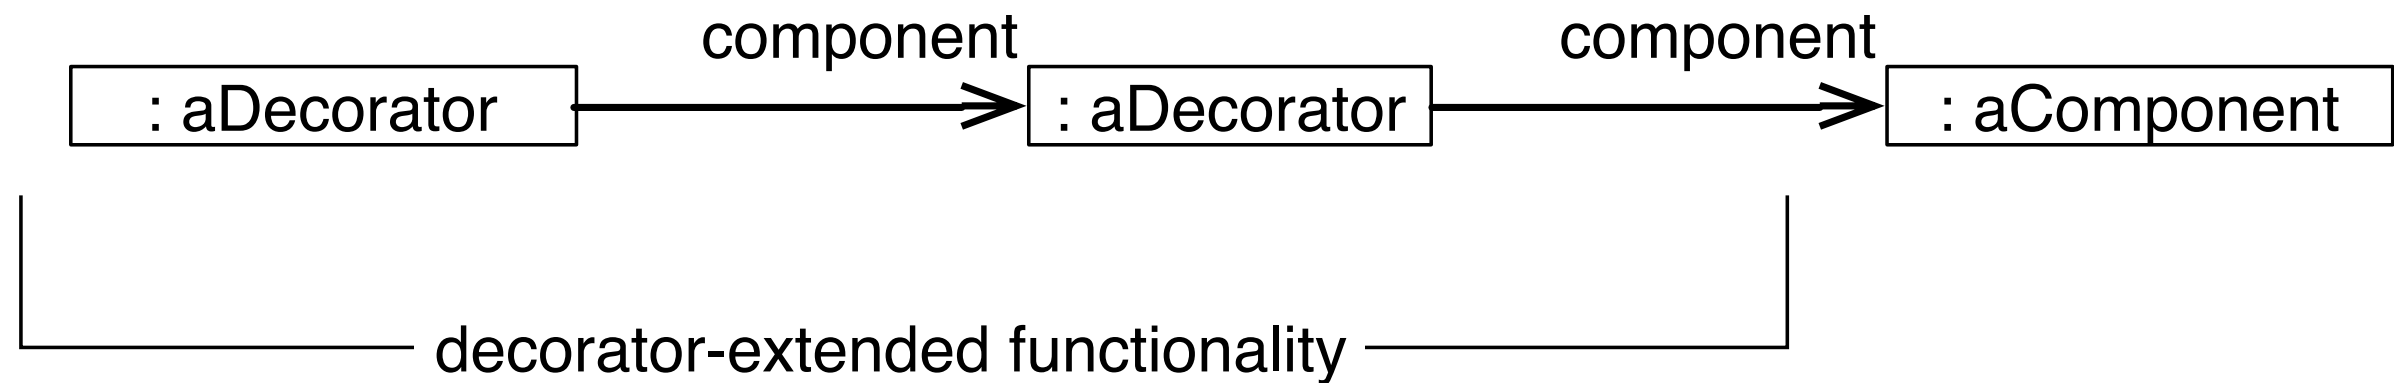 component component
: aDecorator : aDecorator : aComponent
decorator-extended functionality